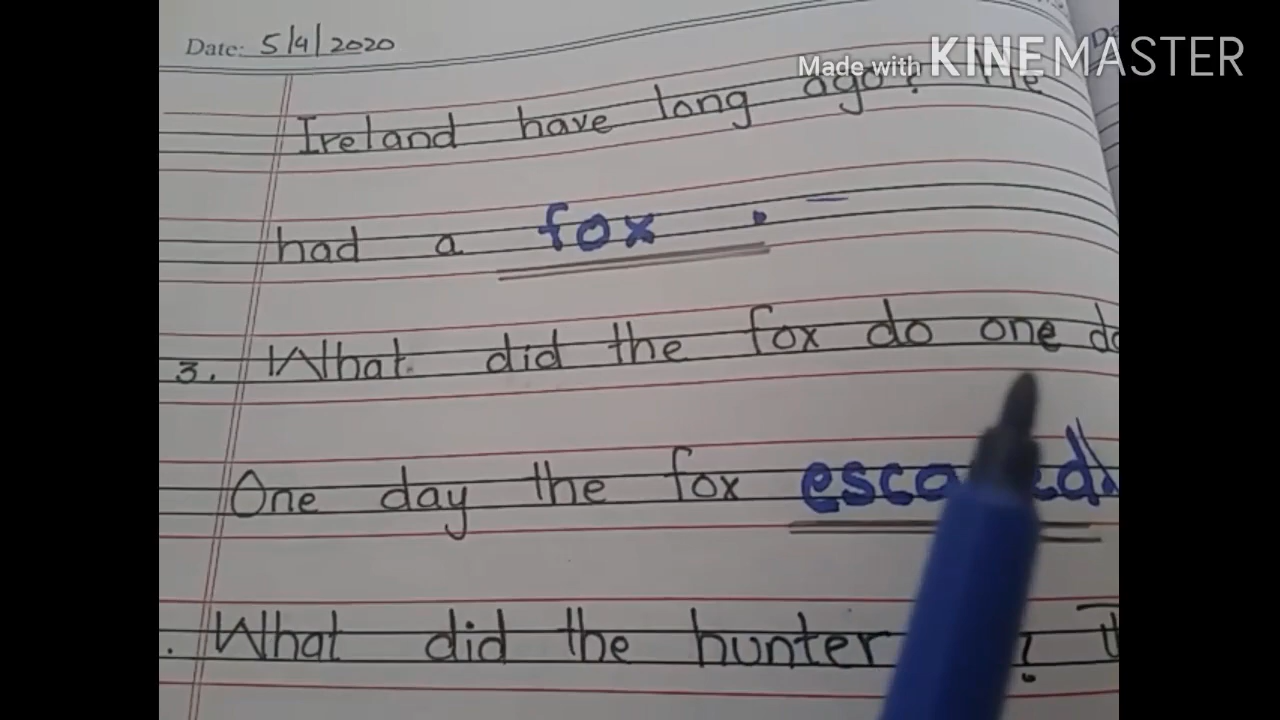 Date: 5/4/2020
Made with KINEMASTER
Ireland have long ago? He
had a fox .
3. What did the fox do one
One day the fox
. What did the hunter ?